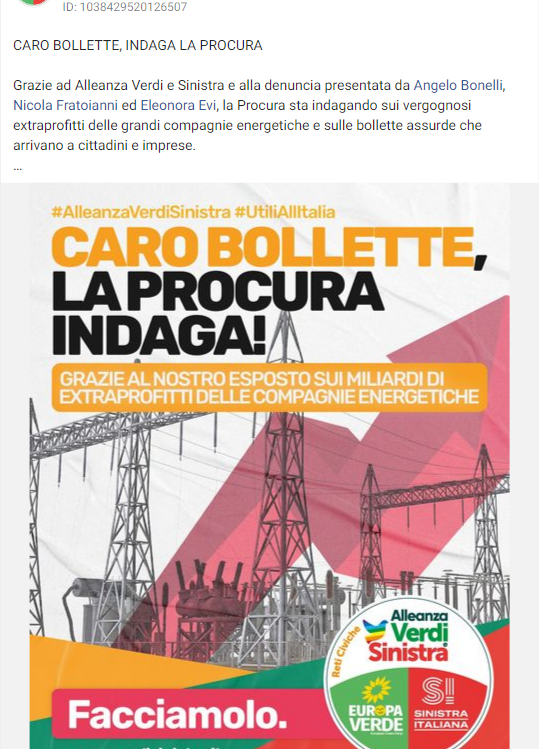 ID: 1038429520126507
CARO BOLLETTE, INDAGA LA PROCURA
Grazie ad Alleanza Verdi e Sinistra e alla denuncia presentata da Angelo Bonelli,
Nicola Fratoianni ed Eleonora Evi, la Procura sta indagando sui vergognosi
extraprofitti delle grandi compagnie energetiche e sulle bollette assurde che
arrivano a cittadini e imprese.
...
#AlleanzaVerdiSinistra #UtiliAllItalia
CARO BOLLETTE,
LA PROCURA
INDAGA!
GRAZIE AL NOSTRO ESPOSTO SUI MILIARDI DI
EXTRAPROFITTI DELLE COMPAGNIE ENERGETICHE
Reti Civiche
Alleanza
Verdi
Sinistra
EUROPA
VERDE
SI
SINISTRA
ITALIANA
Facciamolo.